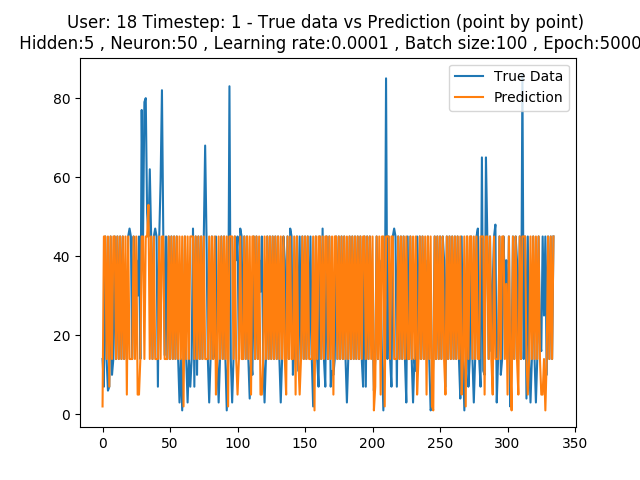 User: 18 Timestep: 1 - True data vs Prediction (point by point)
Hidden:5 , Neuron:50 , Learning rate:0.0001 , Batch size:100 , Epoch:5000
True Data
Prediction
80
60
40
20
0
0 50 100 150 200 250 300 350